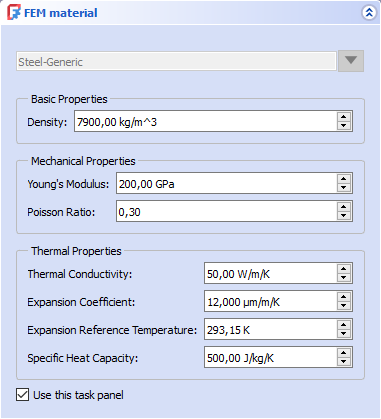 FEM material
Steel-Generic
Basic Properties
Density: 7900,00 kg/m^3
Mechanical Properties
Young's Modulus: 200,00 GPa
Poisson Ratio: 0,30
Thermal Properties
Thermal Conductivity: 50,00 W/m/K
Expansion Coefficient: 12,000 µm/m/K
Expansion Reference Temperature: 293,15 K
Specific Heat Capacity: 500,00 J/kg/K
Use this task panel